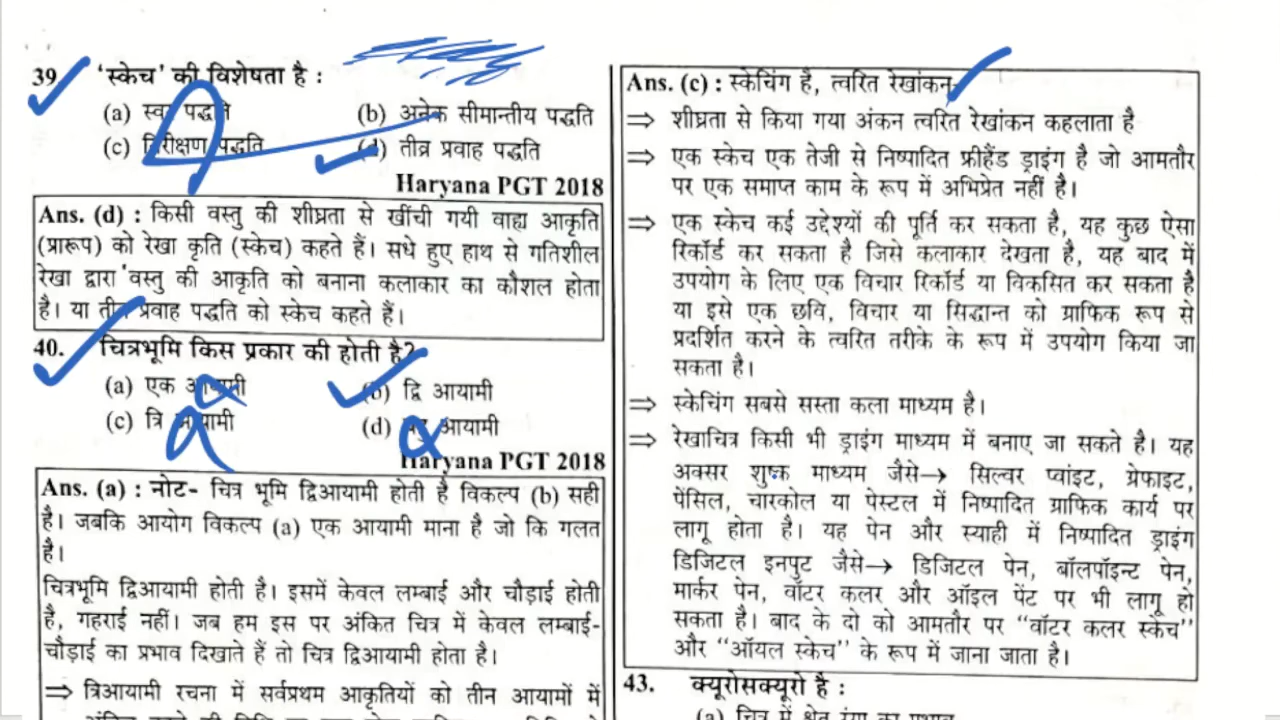 39. 'स्केच' की विशेषता है :
(a) स्वर पद्धति (b) अनेक सीमान्तीय पद्धति
(c) निरीक्षण पद्धति (d) तीव्र प्रवाह पद्धति
Haryana PGT 2018
Ans. (d) : किसी वस्तु की शीघ्रता से खींची गयी वाह्य आकृति
(प्रारूप) को रेखा कृति (स्केच) कहते हैं। सधे हुए हाथ से गतिशील
रेखा द्वारा वस्तु की आकृति को बनाना कलाकार का कौशल होता
है। या तीव्र प्रवाह पद्धति को स्केच कहते हैं।
40. चित्रभूमि किस प्रकार की होती है?
(a) एक आयामी (b) द्वि आयामी
(c) त्रि आयामी (d) आयामी
Haryana PGT 2018
Ans. (a) : नोट- चित्र भूमि द्विआयामी होती है विकल्प (b) सही
है। जबकि आयोग विकल्प (a) एक आयामी माना है जो कि गलत
है।
चित्रभूमि द्विआयामी होती है। इसमें केवल लम्बाई और चौड़ाई होती
है, गहराई नहीं। जब हम इस पर अंकित चित्र में केवल लम्बाई-
चौड़ाई का प्रभाव दिखाते हैं तो चित्र द्विआयामी होता है।
⇒ त्रिआयामी रचना में सर्वप्रथम आकृतियों को तीन आयामों में
Ans. (c) : स्केचिंग है, त्वरित रेखांकन-
⇒ शीघ्रता से किया गया अंकन त्वरित रेखांकन कहलाता है
⇒ एक स्केच एक तेजी से निष्पादित फ्रीहैंड ड्राइंग है जो आमतौर
पर एक समाप्त काम के रूप में अभिप्रेत नहीं है।
⇒ एक स्केच कई उद्देश्यों की पूर्ति कर सकता है, यह कुछ ऐसा
रिकॉर्ड कर सकता है जिसे कलाकार देखता है, यह बाद में
उपयोग के लिए एक विचार रिकॉर्ड या विकसित कर सकता है
या इसे एक छवि, विचार या सिद्धान्त को ग्राफिक रूप से
प्रदर्शित करने के त्वरित तरीके के रूप में उपयोग किया जा
सकता है।
⇒ स्केचिंग सबसे सस्ता कला माध्यम है।
⇒ रेखाचित्र किसी भी ड्राइंग माध्यम में बनाए जा सकते है। यह
अक्सर शुष्क माध्यम जैसे→ सिल्वर प्वांइट, ग्रेफाइट,
पेंसिल, चारकोल या पेस्टल में निष्पादित ग्राफिक कार्य पर
लागू होता है। यह पेन और स्याही में निष्पादित ड्राइंग
डिजिटल इनपुट जैसे→ डिजिटल पेन, बॉलपॉइन्ट पेन,
मार्कर पेन, वॉटर कलर और ऑइल पेंट पर भी लागू हो
सकता है। बाद के दो को आमतौर पर "वॉटर कलर स्केच"
और "ऑयल स्केच" के रूप में जाना जाता है।
43. क्यूरोसक्यूरो है :
(a) चित्र में